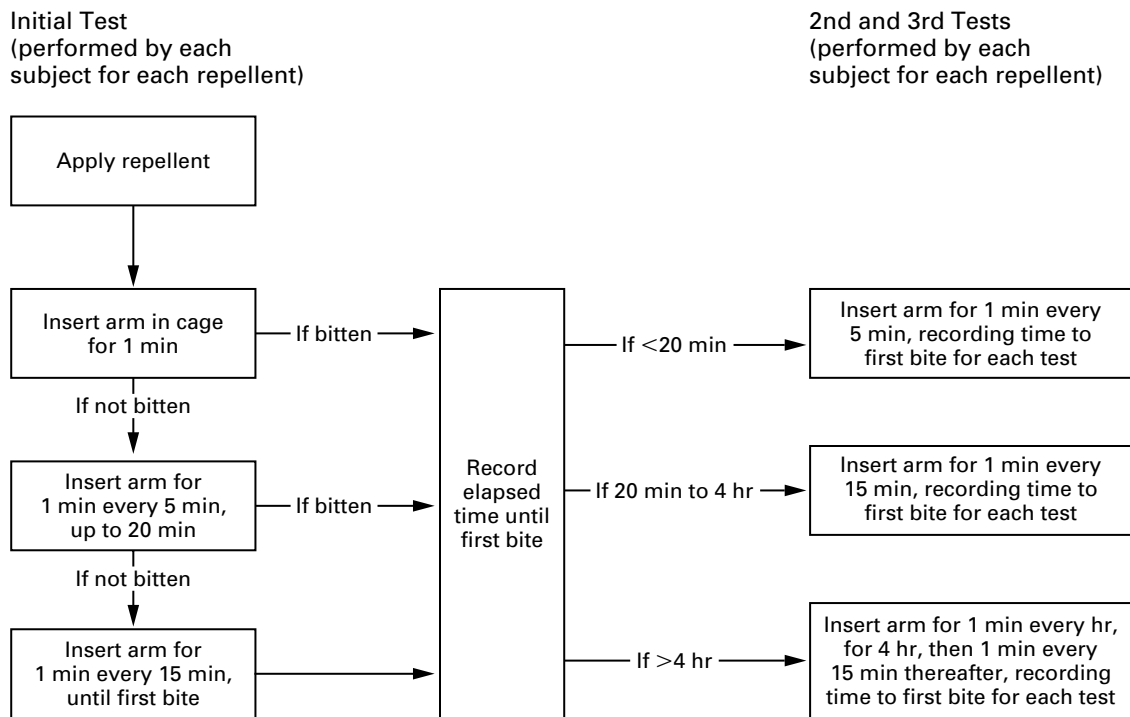 Initial Test
(performed by each
subject for each repellent)
2nd and 3rd Tests
(performed by each
subject for each repellent)
Apply repellent
Insert arm in cage
for 1 min
If bitten
If not bitten
Insert arm for
1 min every 5 min,
up to 20 min
If bitten
If not bitten
Insert arm for
1 min every 15 min,
until first bite
Record
elapsed
time until
first bite
If <20 min
Insert arm for 1 min every
5 min, recording time to
first bite for each test
If 20 min to 4 hr
Insert arm for 1 min every
15 min, recording time to
first bite for each test
If >4 hr
Insert arm for 1 min every hr,
for 4 hr, then 1 min every
15 min thereafter, recording
time to first bite for each test